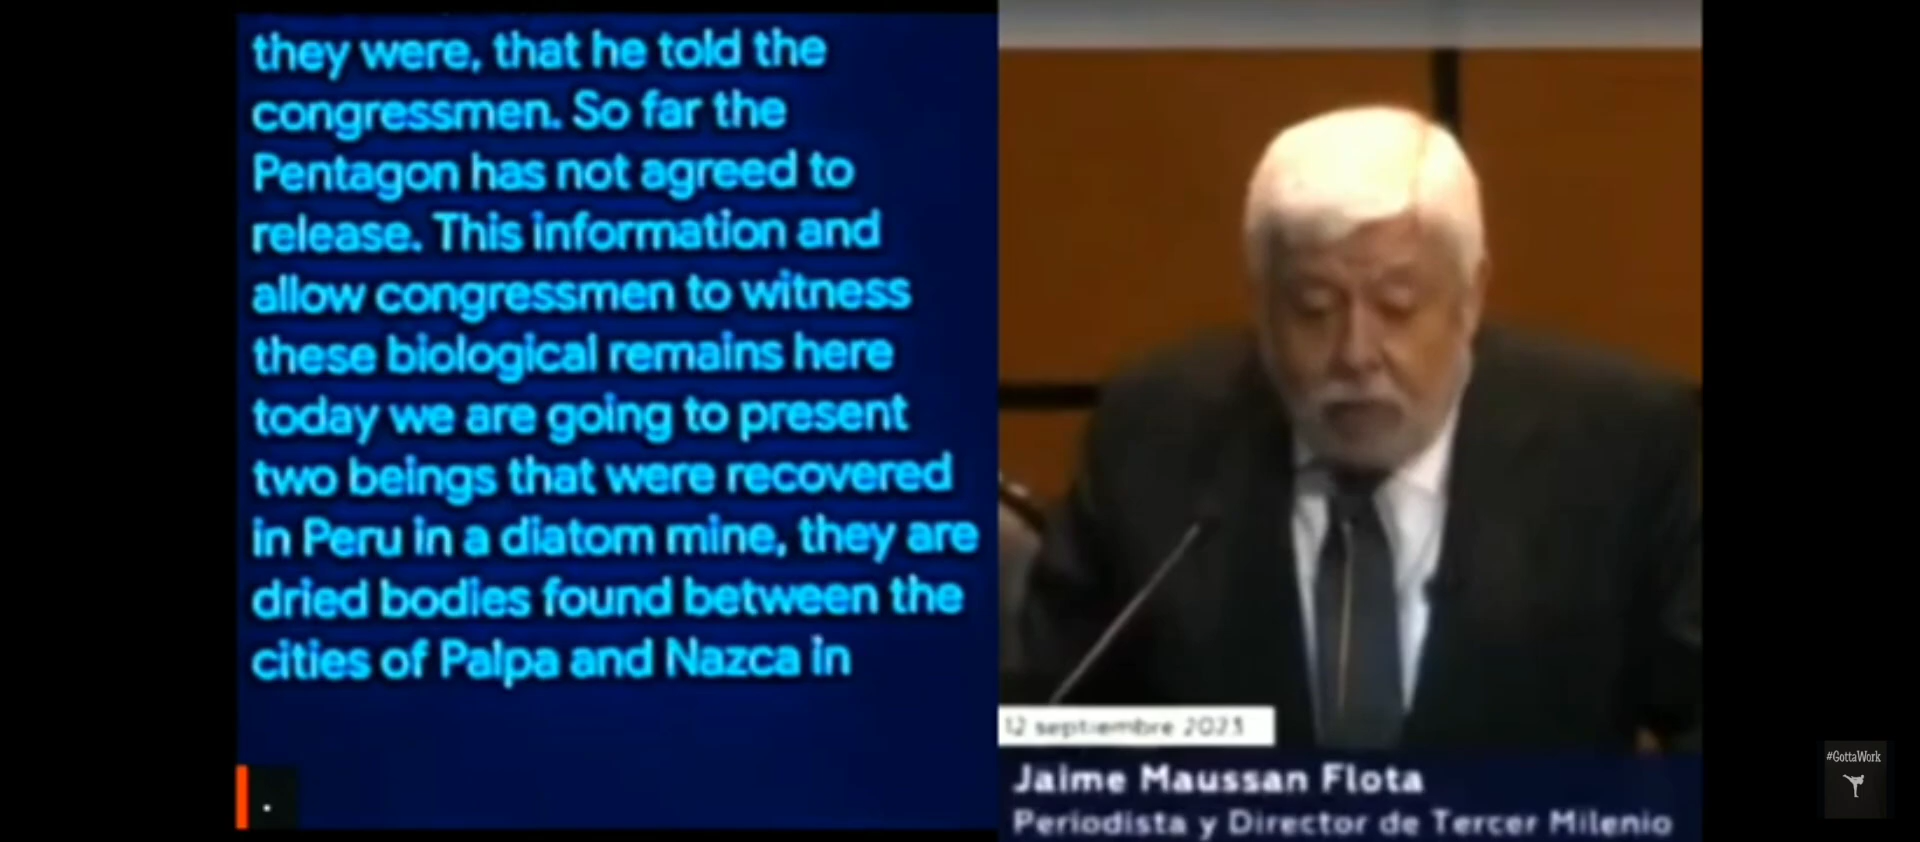 they were, that he told the
congressmen. So far the
Pentagon has not agreed to
release. This information and
allow congressmen to witness
these biological remains here
today we are going to present
two beings that were recovered
in Peru in a diatom mine, they are
dried bodies found between the
cities of Palpa and Nazca in
12 septiembre 2023
Jaime Maussan Flota
Periodista y Director de Tercer Milenio
#GottaWork